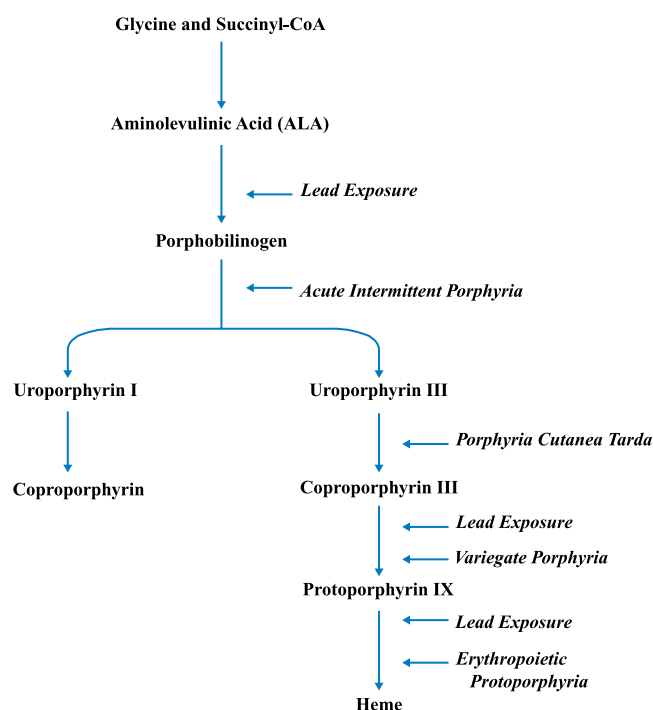 Glycine and Succinyl-CoA
Aminolevulinic Acid (ALA)
Lead Exposure
Porphobilinogen
Acute Intermittent Porphyria
Uroporphyrin I
Uroporphyrin III
Porphyria Cutanea Tarda
Coproporphyrin
Coproporphyrin III
Lead Exposure
Variegate Porphyria
Protoporphyrin IX
Lead Exposure
Erythropoietic
Protoporphyria
Heme